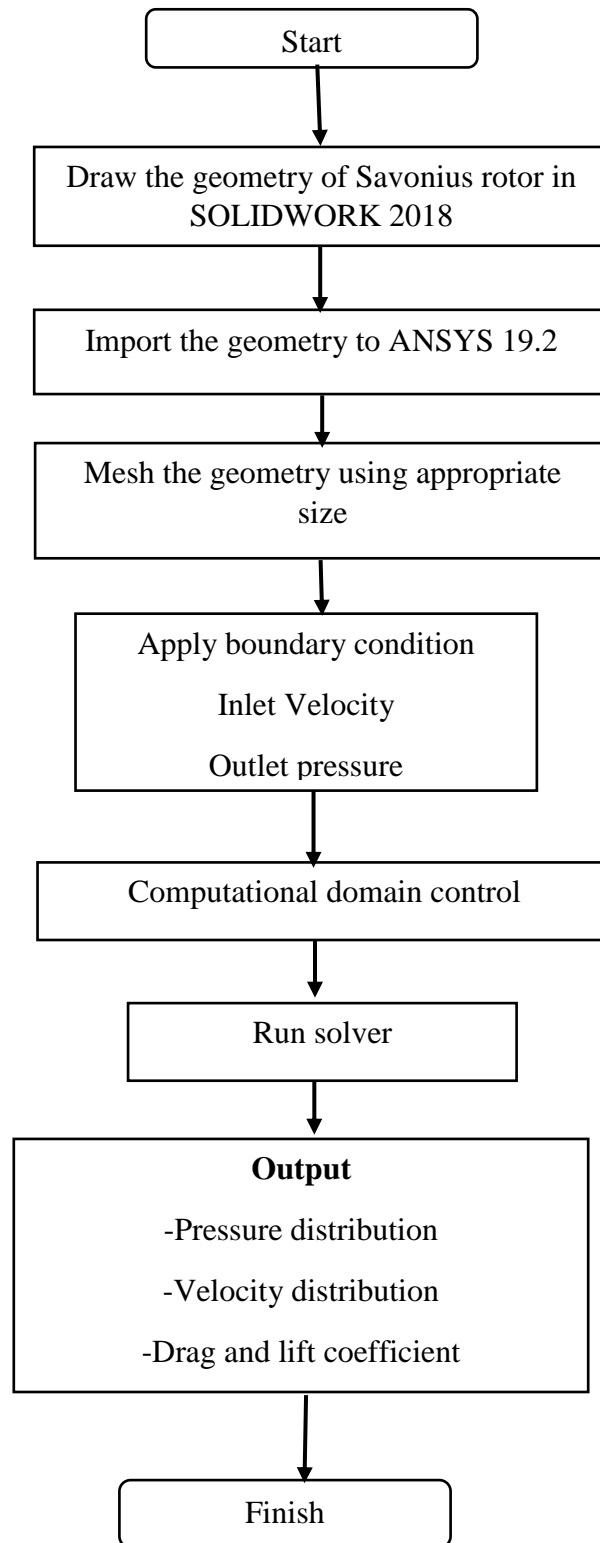 Start
Draw the geometry of Savonius rotor in
SOLIDWORK 2018
Import the geometry to ANSYS 19.2
Mesh the geometry using appropriate
size
Apply boundary condition
Inlet Velocity
Outlet pressure
Computational domain control
Run solver
Output
-Pressure distribution
-Velocity distribution
-Drag and lift coefficient
Finish